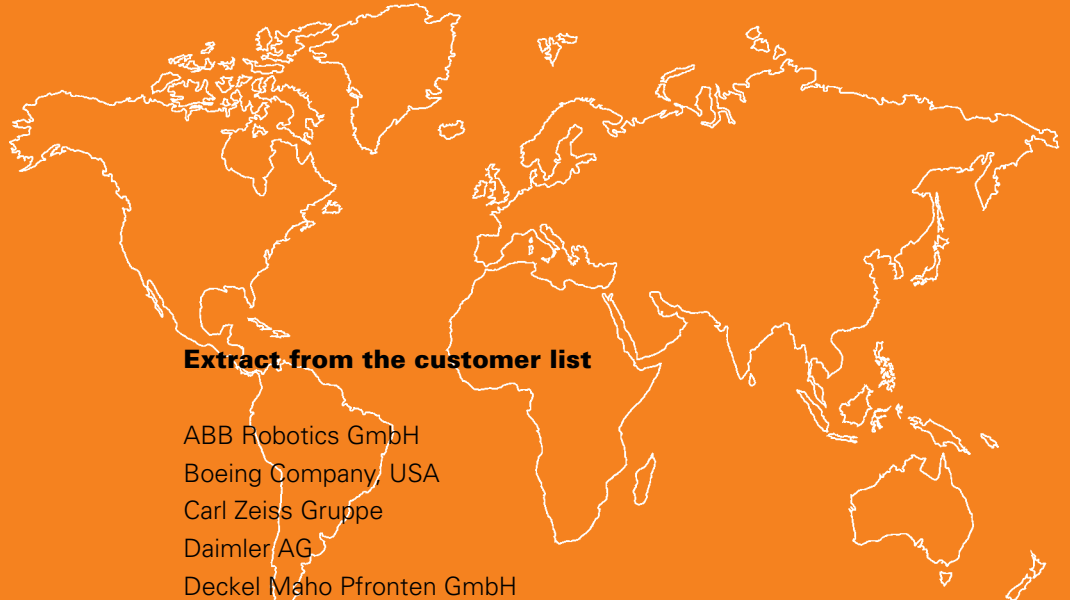 Extract from the customer list
ABB Robotics GmbH
Boeing Company, USA
Carl Zeiss Gruppe
Daimler AG
Deckel Maho Pfronten GmbH